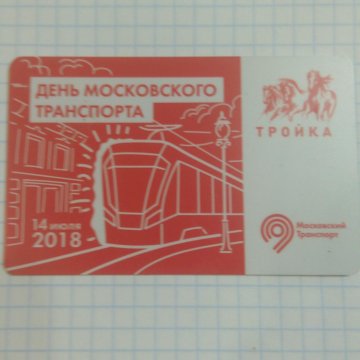 ДЕНЬ МОСКОВСКОГО
ТРАНСПОРТА
ТРОЙКА
14 ИЮЛЯ
2018
Московский
Транспорт